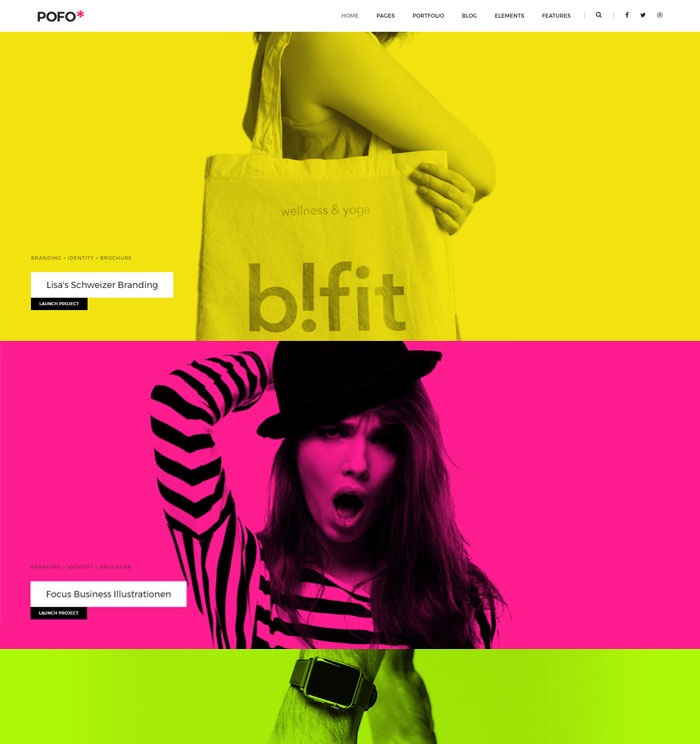 POFO*
HOME PAGES PORTFOLIO BLOG ELEMENTS FEATURES
wellness & yoga
b!fit
BRANDING + IDENTITY + BROCHURE
Lisa's Schweizer Branding
LAUNCH PROJECT
BRANDING + IDENTITY + BROCHURE
Focus Business Illustrationen
LAUNCH PROJECT